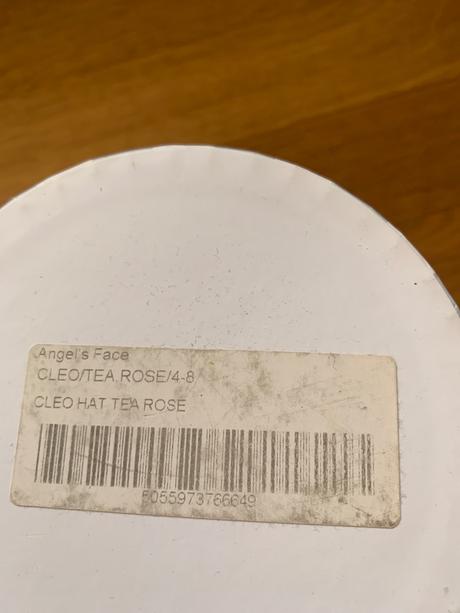 Angel's Face
CLEO/TEA ROSE/4-8
CLEO HAT TEA ROSE
5055973766649